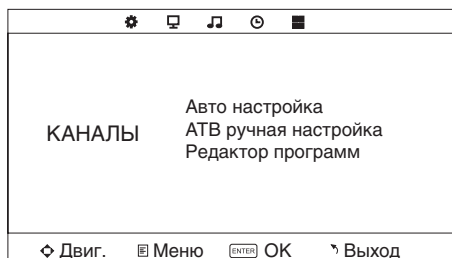 КАНАЛЫ
Авто настройка
АТВ ручная настройка
Редактор программ
Двиг. Меню ENTER OK Выход